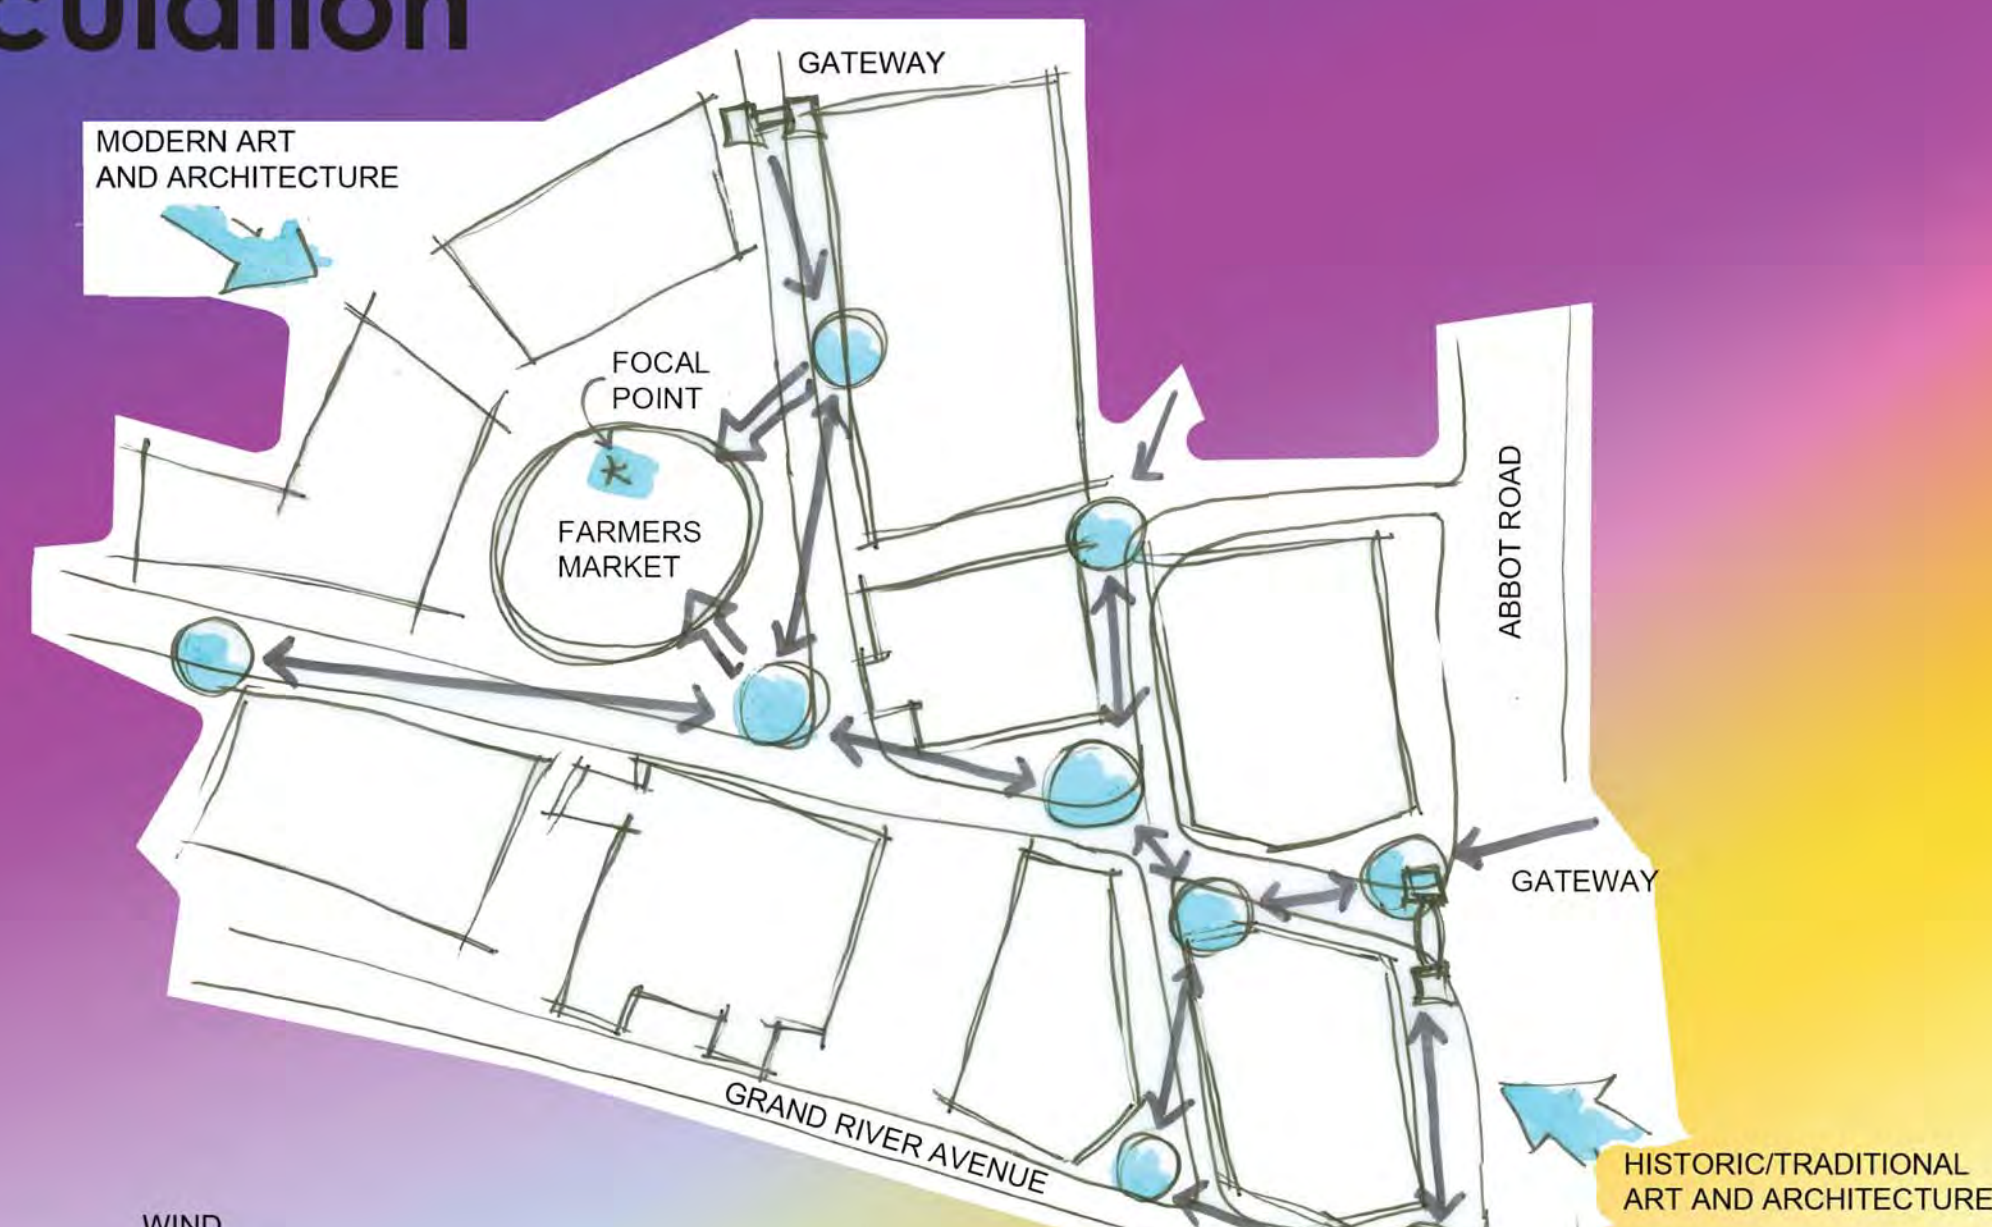 GATEWAY
MODERN ART
AND ARCHITECTURE
FOCAL
POINT
FARMERS
MARKET
ABBOT ROAD
GATEWAY
GRAND RIVER AVENUE
HISTORIC/TRADITIONAL
ART AND ARCHITECTURE
WIND